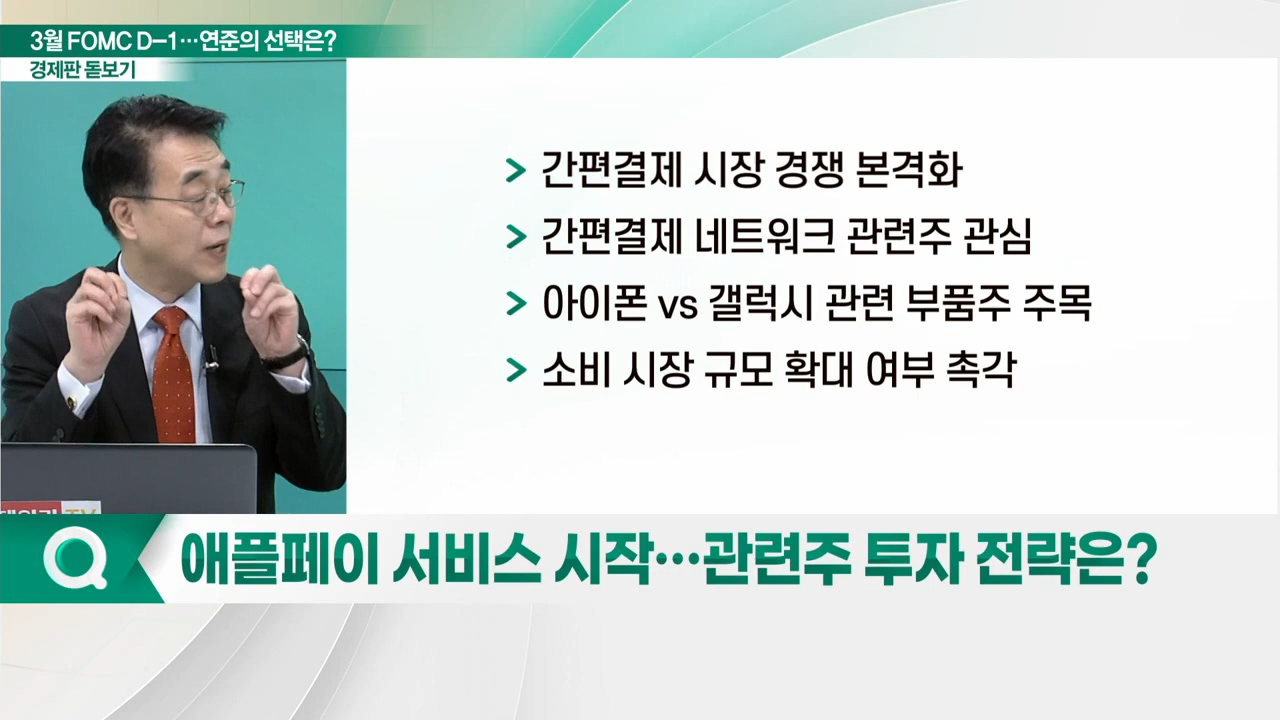 3월 FOMC D-1…연준의 선택은?
경제판 돋보기
> 간편결제 시장 경쟁 본격화
> 간편결제 네트워크 관련주 관심
> 아이폰 vs 갤럭시 관련 부품주 주목
> 소비 시장 규모 확대 여부 촉각
TV
Q 애플페이 서비스 시작…관련주 투자 전략은?